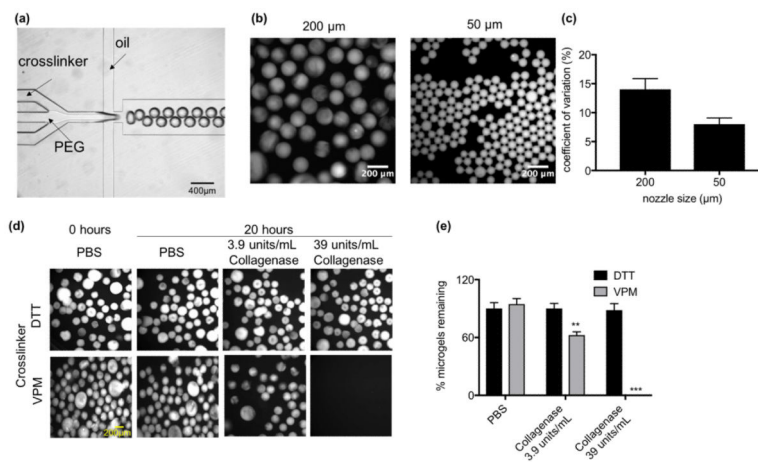 (a)
oil
crosslinker
PEG
400µm
(b)
200 µm
50 µm
200 µm
200 µm
(c)
coefficient of variation (%)
20
15
10
5
0
200
50
nozzle size (µm)
(d)
0 hours
20 hours
PBS
PBS
3.9 units/mL
Collagenase
39 units/mL
Collagenase
Crosslinker
DTT
VPM
200µm
(e)
% microgels remaining
120
60
0
DTT
VPM
**
***
PBS
Collagenase
3.9 units/mL
Collagenase
39 units/mL